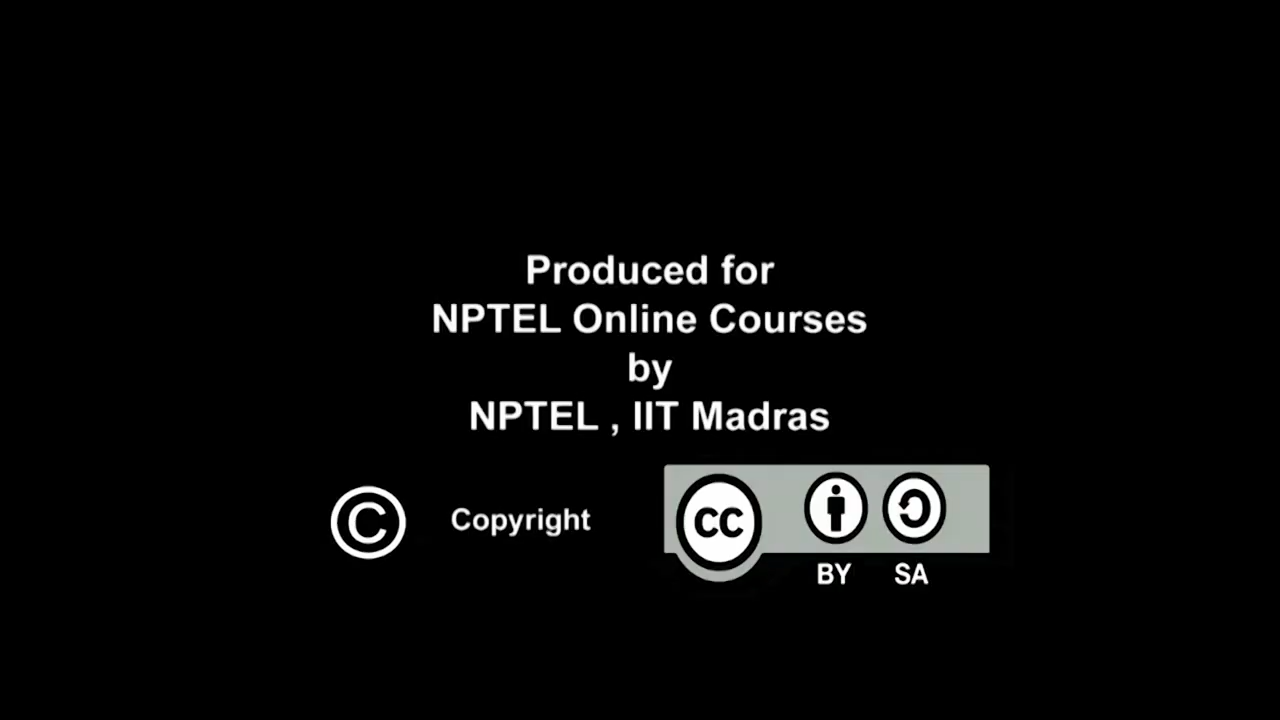 Produced for
NPTEL Online Courses
by
NPTEL , IIT Madras
© Copyright
cc
BY SA